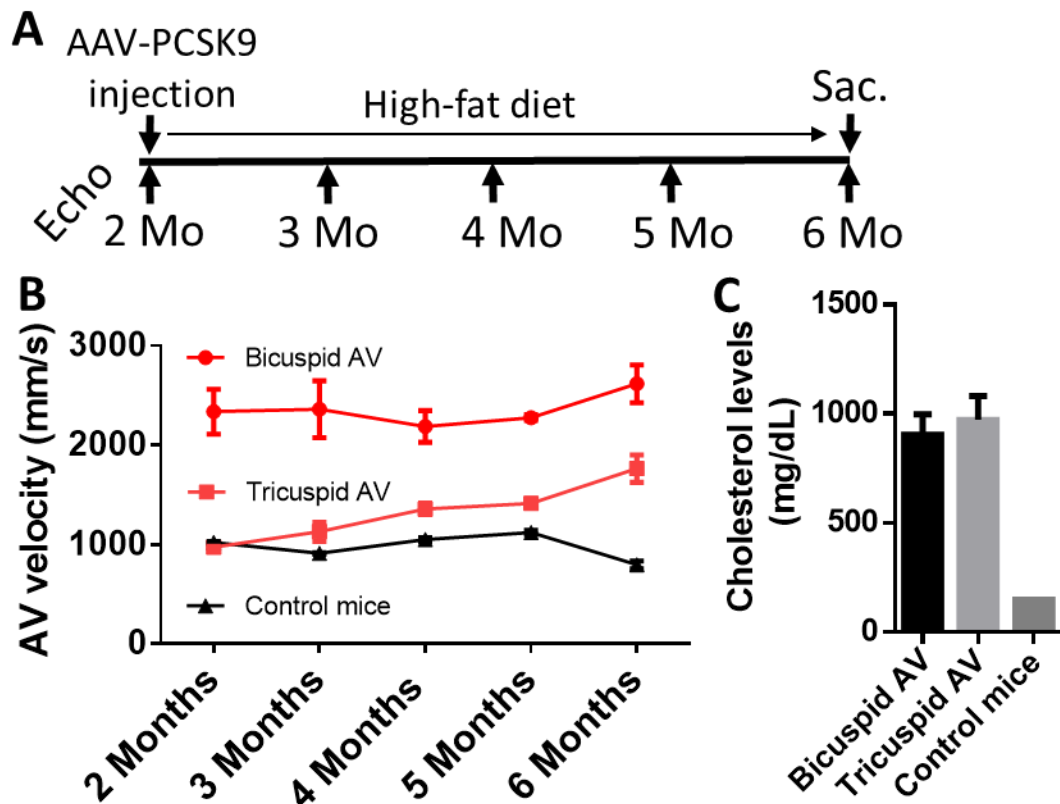 A
AAV-PCSK9
injection
High-fat diet
Sac.
Echo
2 Mo
3 Mo
4 Mo
5 Mo
6 Mo
B
AV velocity (mm/s)
3000
2000
1000
0
Bicuspid AV
Tricuspid AV
Control mice
2 Months
3 Months
4 Months
5 Months
6 Months
C
Cholesterol levels
(mg/dL)
1500
1000
500
0
Bicuspid AV
Tricuspid AV
Control mice